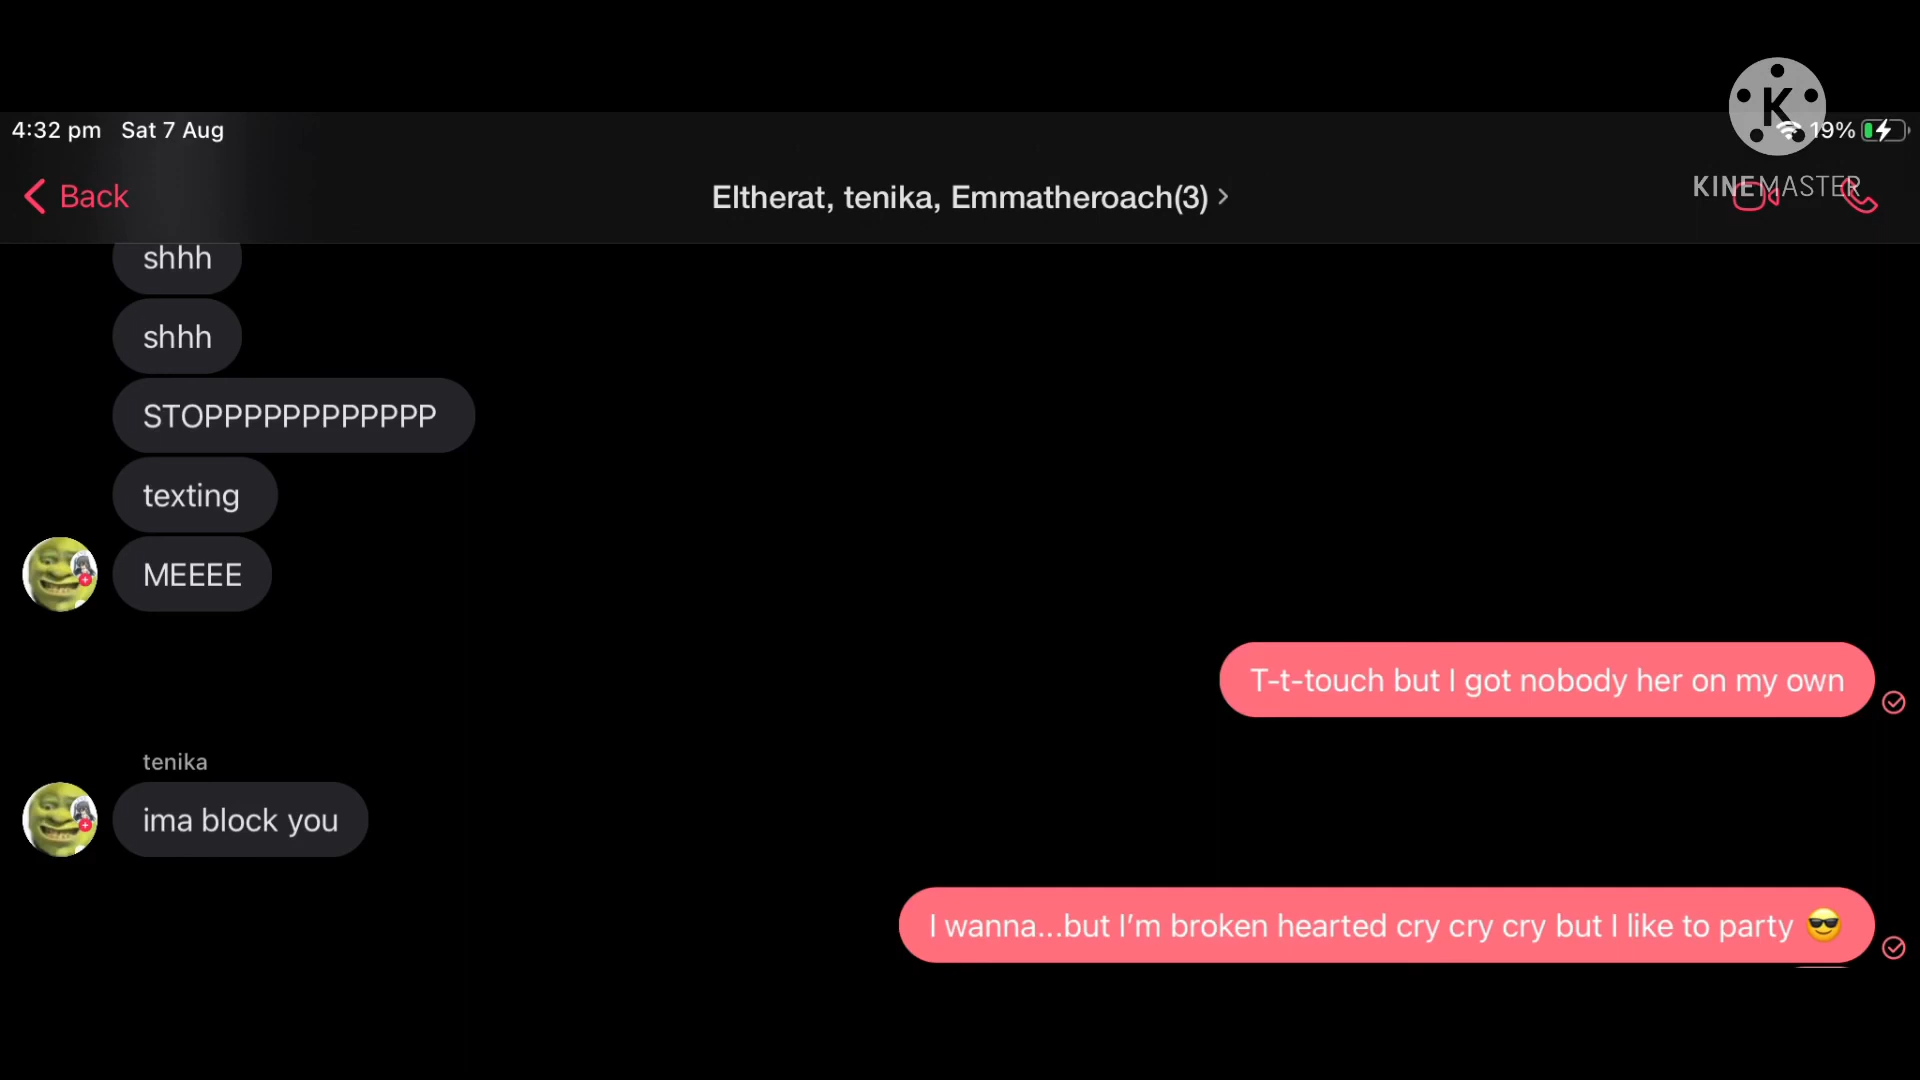 4:32 pm Sat 7 Aug
19%
K
KINEMASTER
Back
Eltherat, tenika, Emmatheroach(3)
shhh
shhh
STOPPPPPPPPPPPP
texting
MEEEE
T-t-touch but I got nobody her on my own
tenika
ima block you
I wanna...but I’m broken hearted cry cry cry but I like to party 😎